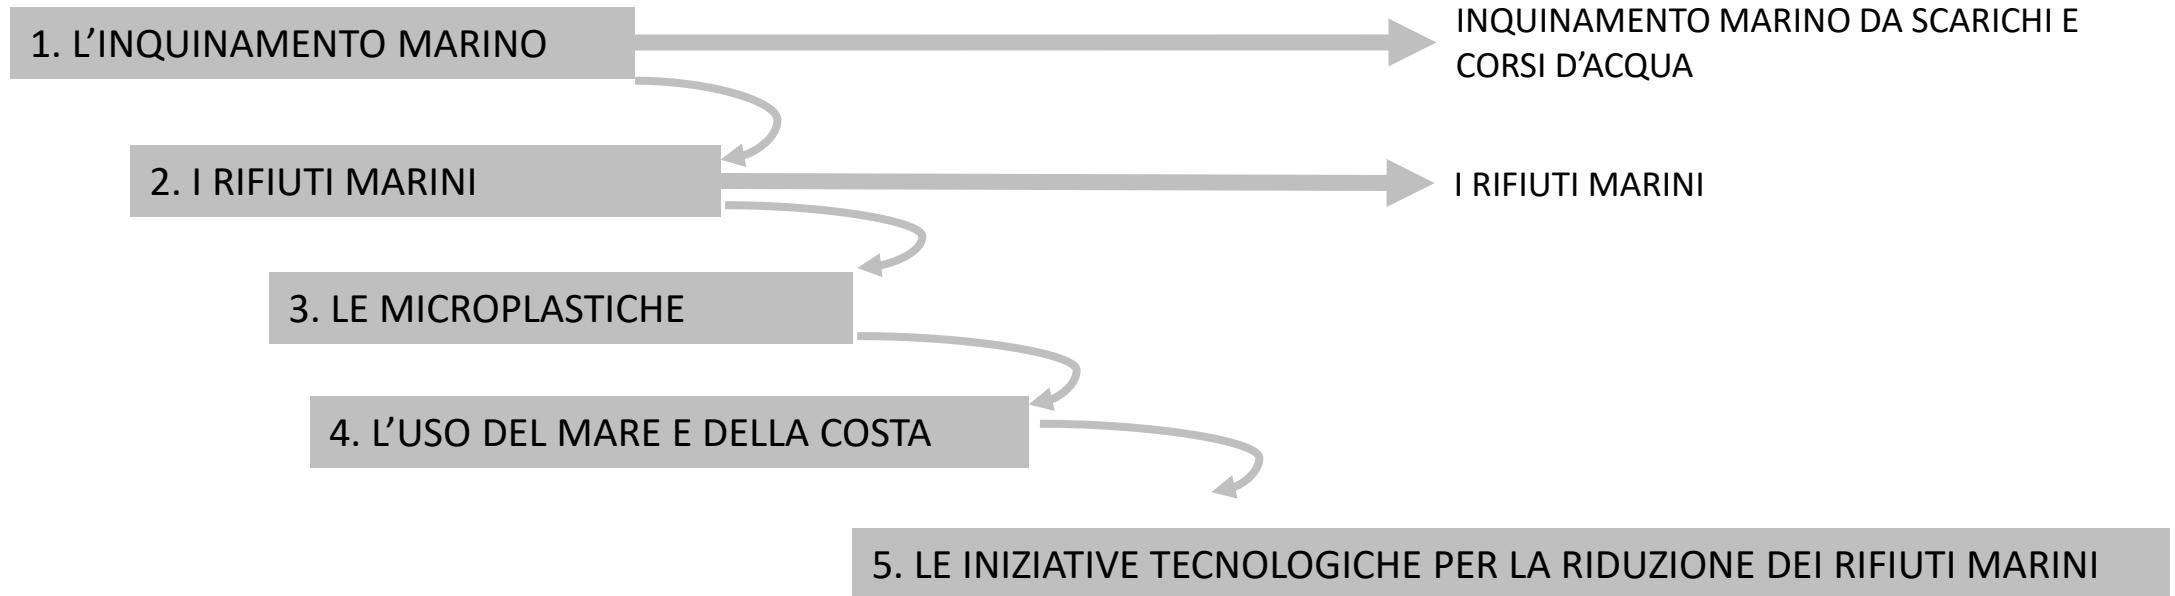 1. L’INQUINAMENTO MARINO
INQUINAMENTO MARINO DA SCARICHI E
CORSI D’ACQUA
2. I RIFIUTI MARINI
I RIFIUTI MARINI
3. LE MICROPLASTICHE
4. L’USO DEL MARE E DELLA COSTA
5. LE INIZIATIVE TECNOLOGICHE PER LA RIDUZIONE DEI RIFIUTI MARINI